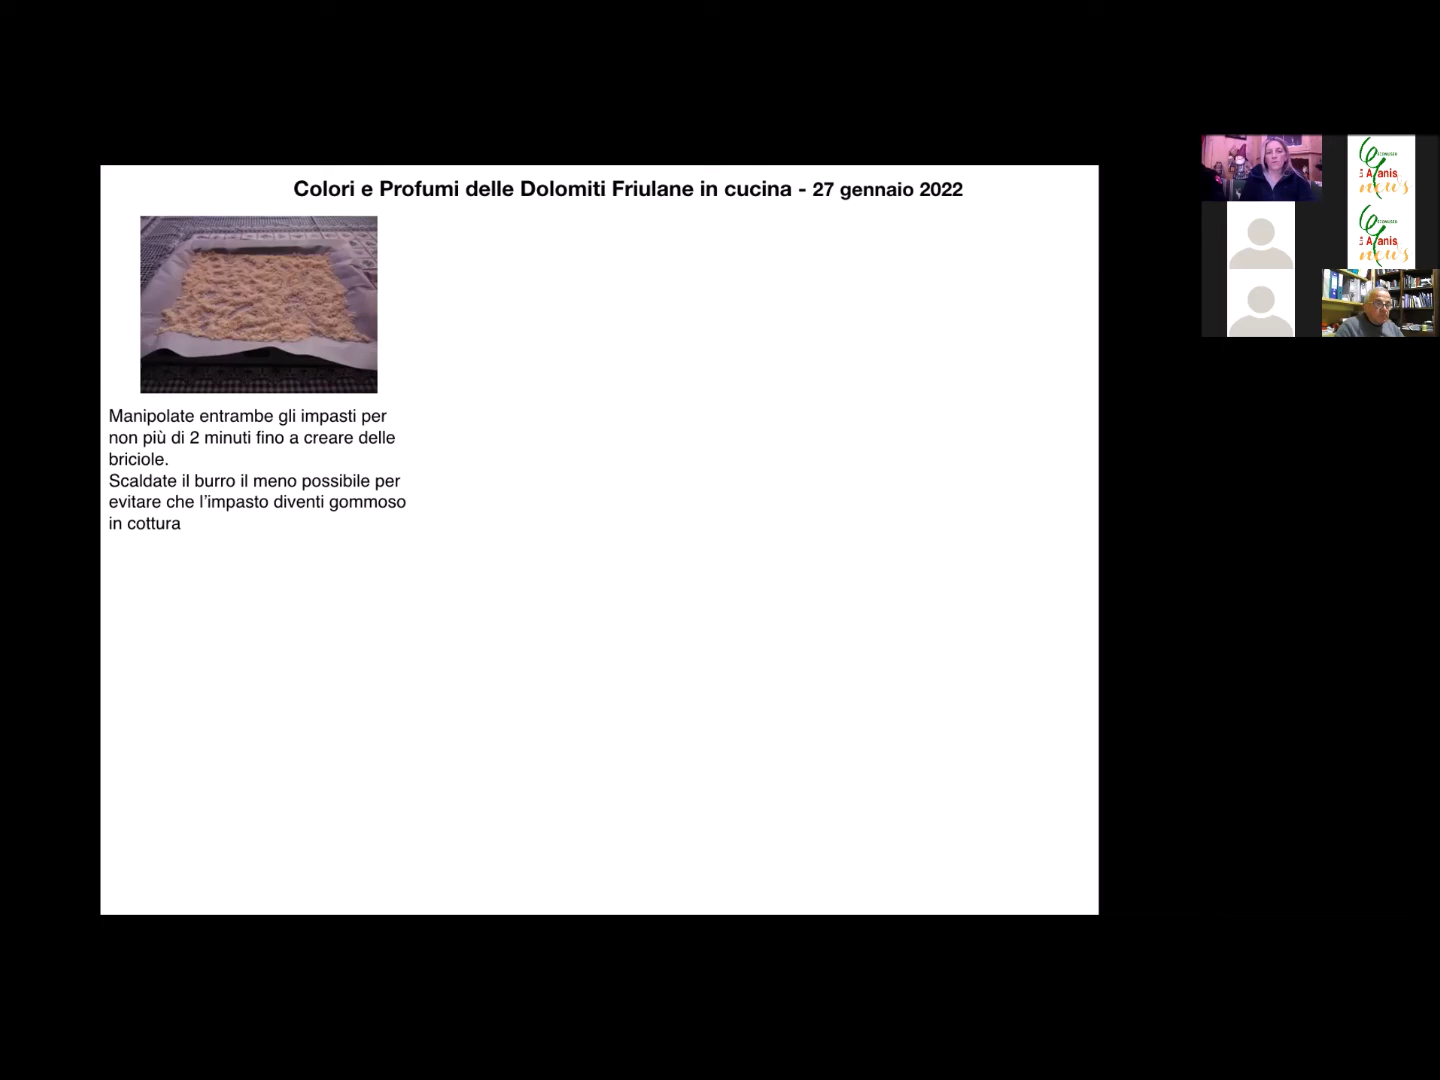 Colori e Profumi delle Dolomiti Friulane in cucina - 27 gennaio 2022
Manipolate entrambe gli impasti per
non più di 2 minuti fino a creare delle
briciole.
Scaldate il burro il meno possibile per
evitare che l'impasto diventi gommoso
in cottura
news
news